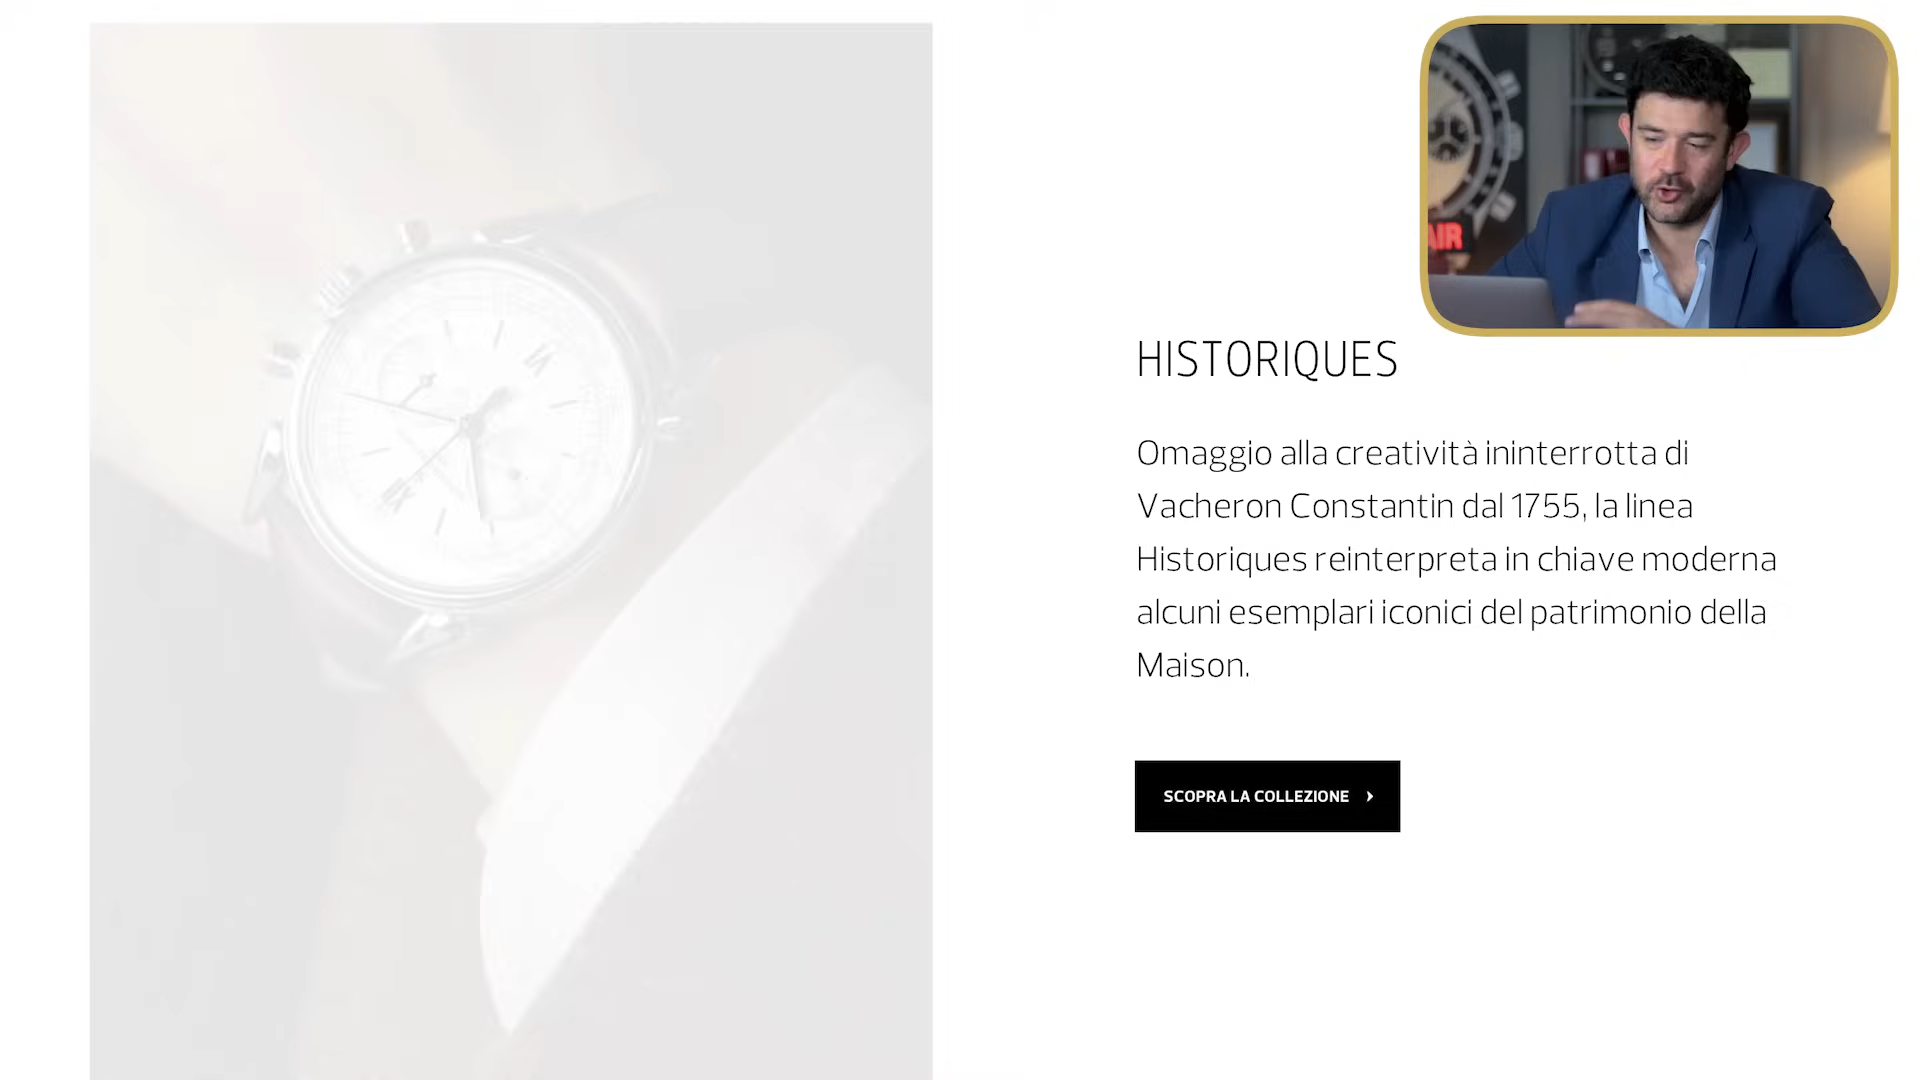 AIR
HISTORIQUES
Omaggio alla creatività ininterrotta di
Vacheron Constantin dal 1755, la linea
Historiques reinterpreta in chiave moderna
alcuni esemplari iconici del patrimonio della
Maison.
SCOPRA LA COLLEZIONE